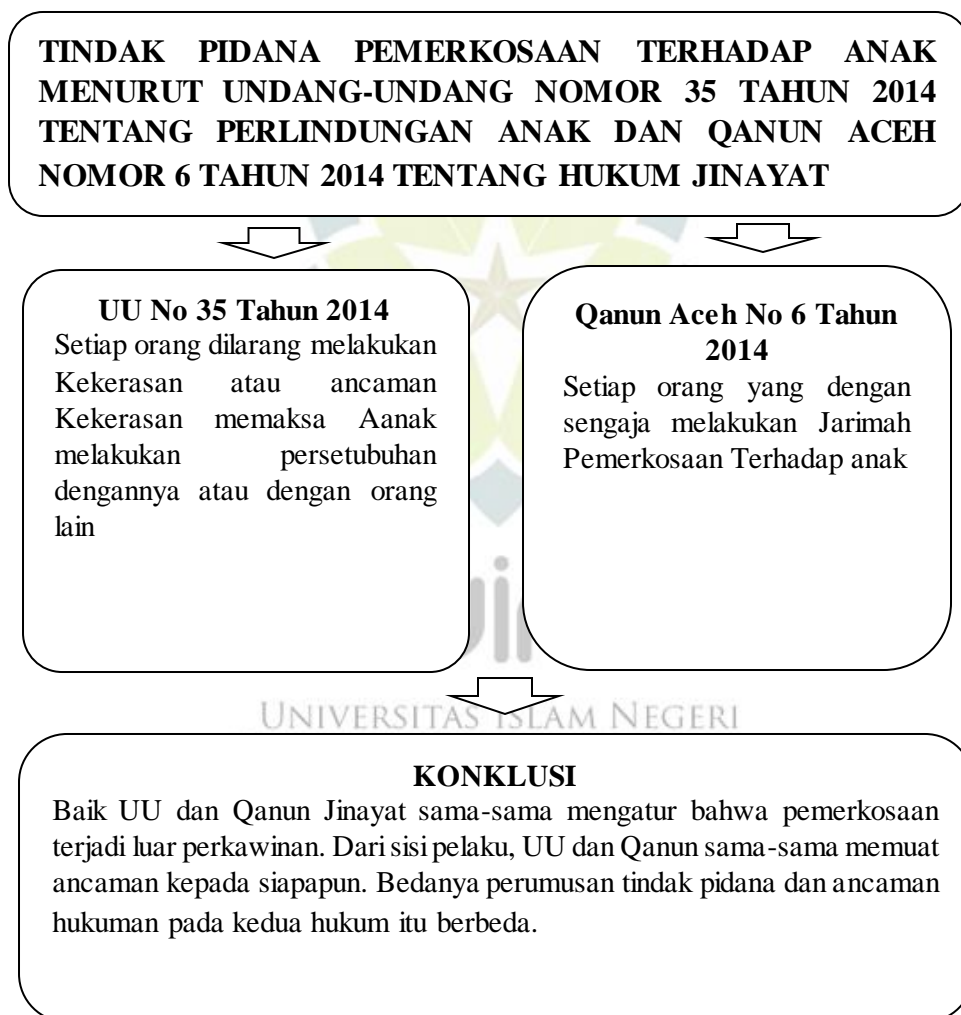 TINDAK PIDANA PEMERKOSAAN TERHADAP ANAK
MENURUT UNDANG-UNDANG NOMOR 35 TAHUN 2014
TENTANG PERLINDUNGAN ANAK DAN QANUN ACEH
NOMOR 6 TAHUN 2014 TENTANG HUKUM JINAYAT
UU No 35 Tahun 2014
Setiap orang dilarang melakukan
Kekerasan atau ancaman
Kekerasan memaksa Aanak
melakukan persetubuhan
dengannya atau dengan orang
lain
Qanun Aceh No 6 Tahun
2014
Setiap orang yang dengan
sengaja melakukan Jarimah
Pemerkosaan Terhadap anak
UNIVERSITAS ISLAM NEGERI
KONKLUSI
Baik UU dan Qanun Jinayat sama-sama mengatur bahwa pemerkosaan
terjadi luar perkawinan. Dari sisi pelaku, UU dan Qanun sama-sama memuat
ancaman kepada siapapun. Bedanya perumusan tindak pidana dan ancaman
hukuman pada kedua hukum itu berbeda.